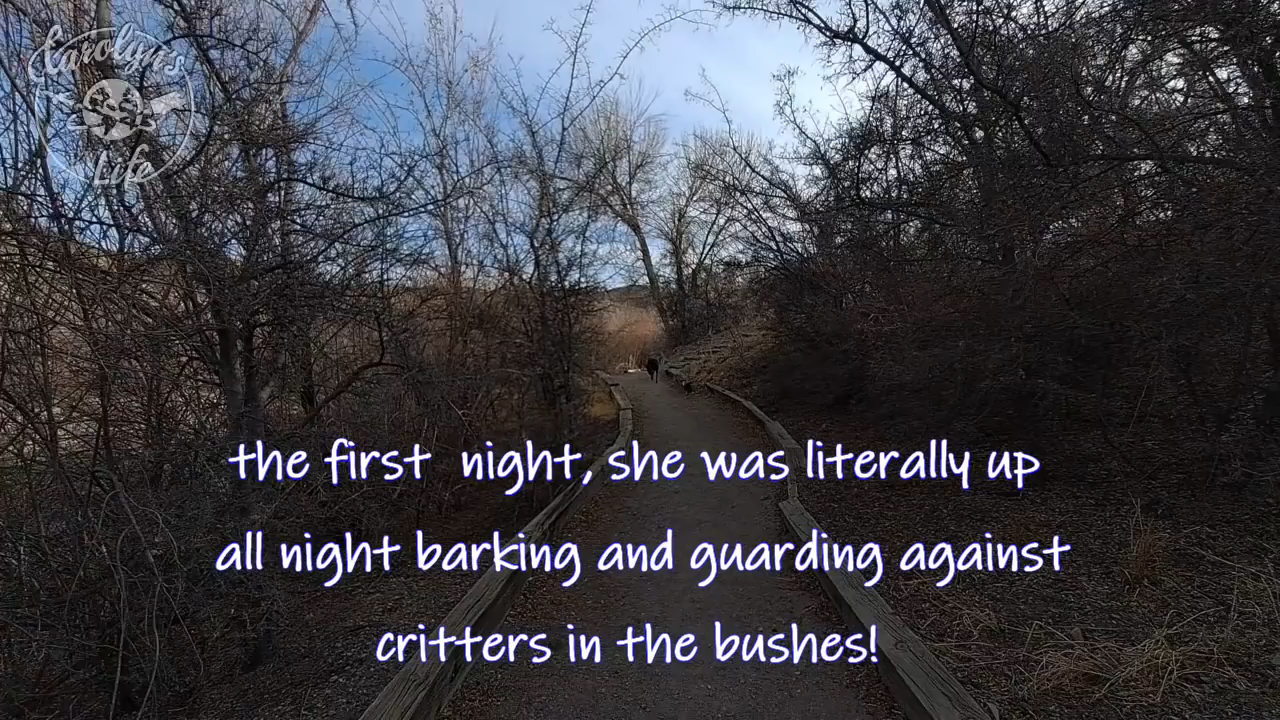 Carolyn's
Life
the first night, she was literally up
all night barking and guarding against
critters in the bushes!